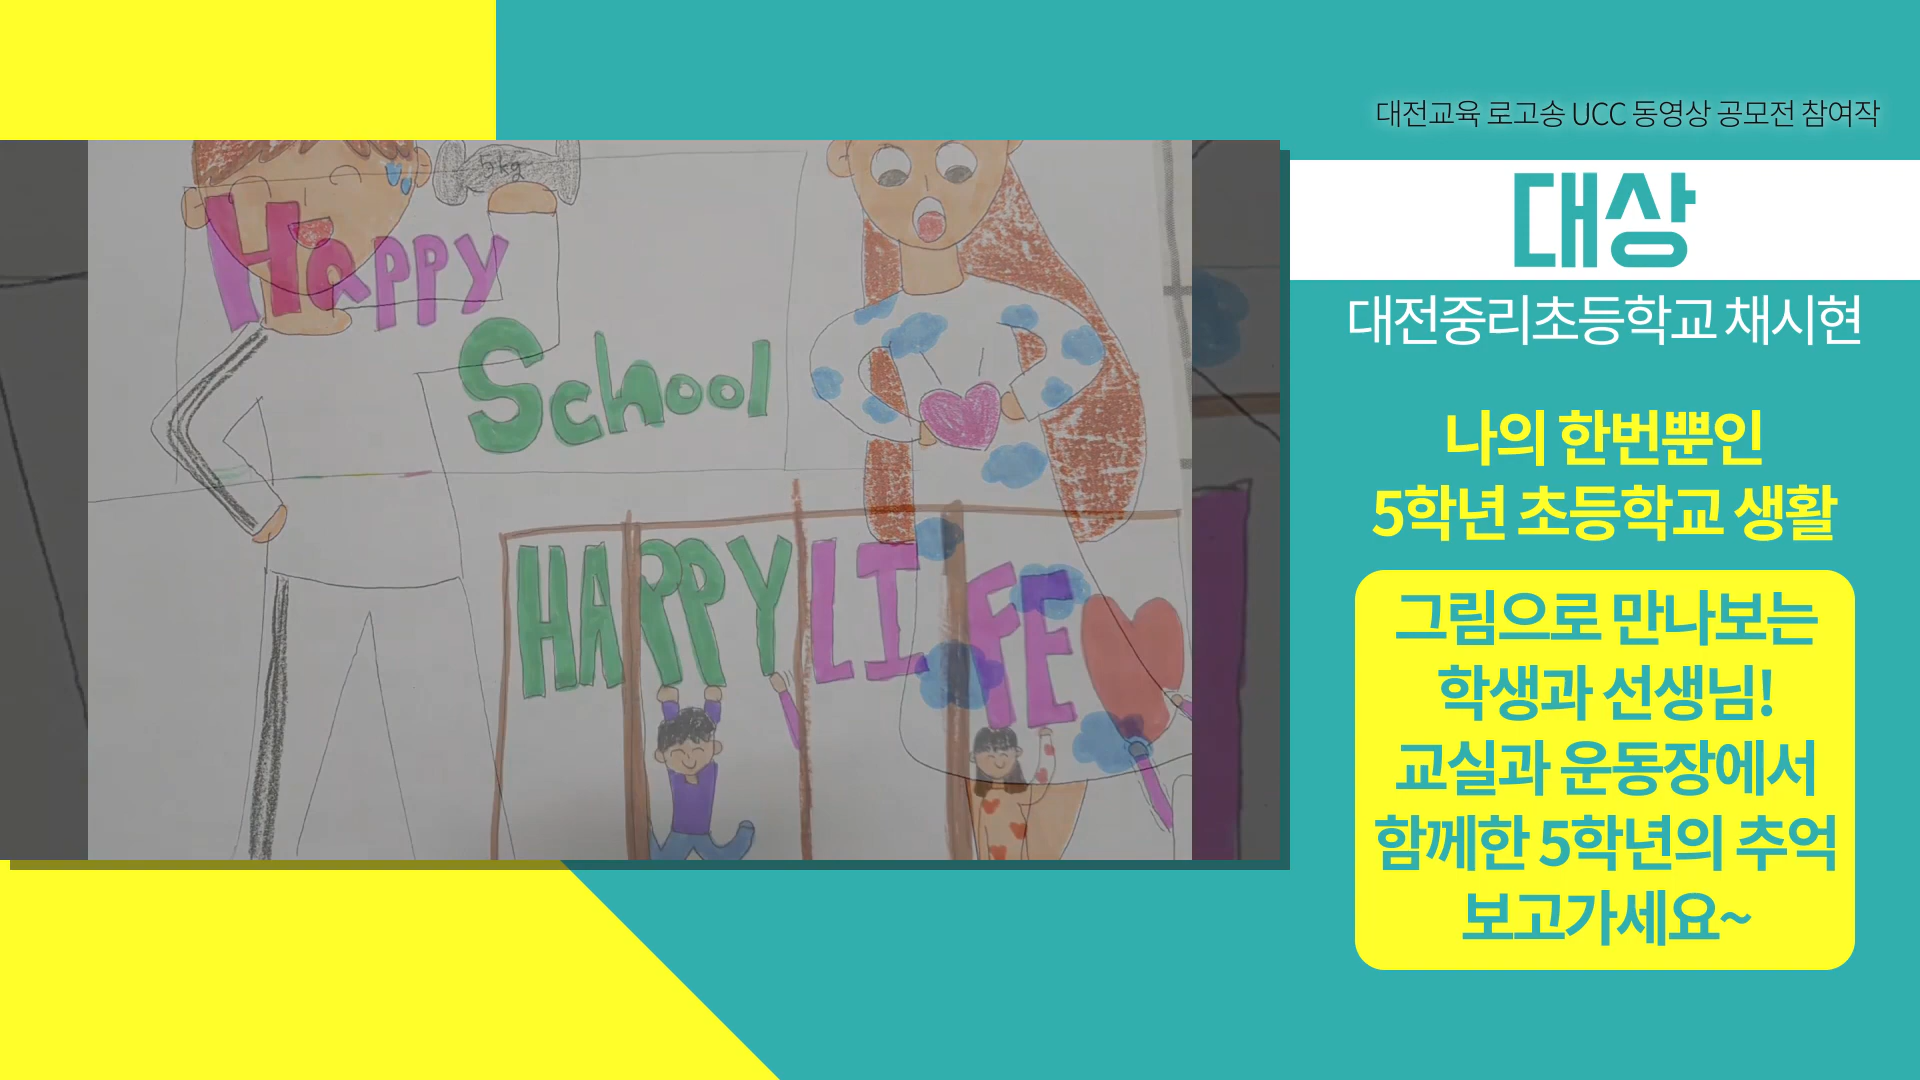 대전교육 로고송 UCC 동영상 공모전 참여작
대상
대전중리초등학교 채시현
나의 한번뿐인
5학년 초등학교 생활
그림으로 만나보는
학생과 선생님!
교실과 운동장에서
함께한 5학년의 추억
보고가세요~
5kg
Happy
School
HAPPY LIFE